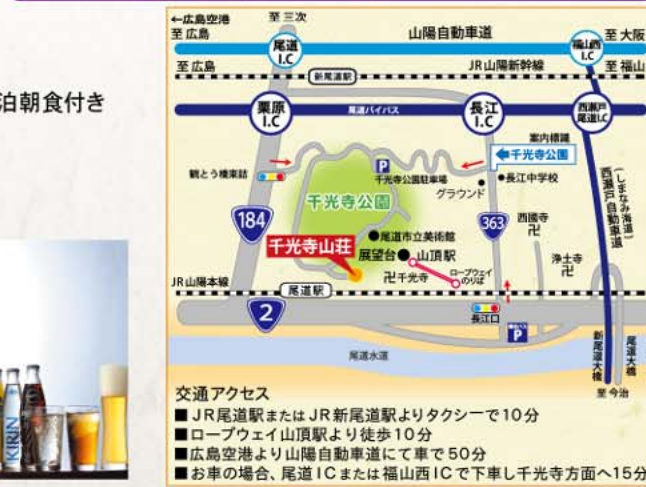 泊朝食付き
KIRIN
←広島空港
至 広島
至 三次
山陽自動車道
至 大阪
尾道
I.C
福山西
I.C
至 広島
新尾道駅
JR山陽新幹線
至 福山
栗原
I.C
尾道バイパス
長江
I.C
西瀬戸
尾道I.C
案内標識
←千光寺公園
観とう橋東詰
P
千光寺公園駐車場
グラウンド
●長江中学校
千光寺公園
184
363
西國寺
卍
(しまなみ海道)
西瀬戸自動車道
●尾道市立美術館
千光寺山荘
展望台● 山頂駅
卍千光寺
ロープウェイ
のりば
浄土寺
卍
JR山陽本線
尾道駅
2
長江口
P
尾道水道
新尾道大橋
尾道大橋
至 今治
交通アクセス
■JR尾道駅またはJR新尾道駅よりタクシーで10分
■ロープウェイ山頂駅より徒歩10分
■広島空港より山陽自動車道にて車で50分
■お車の場合、尾道ICまたは福山西ICで下車し千光寺方面へ15分